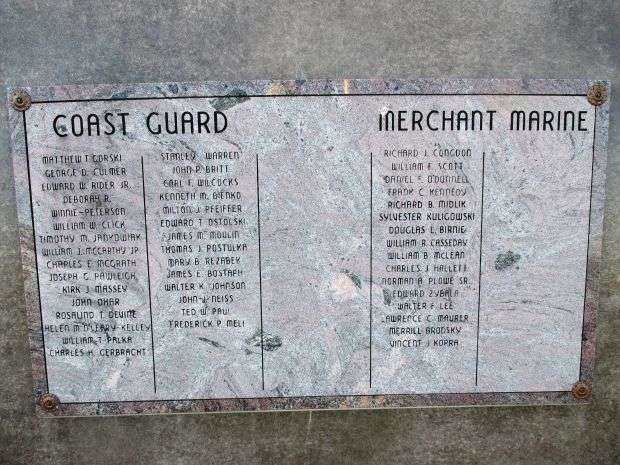 COAST GUARD
MATTHEW T. GORSKI
GEORGE D. CULMER
EDWARD W. RIDER JR.
DEBORAH R.
WINNIE-PETERSON
WILLIAM W. CLICK
TIMOTHY M. JANKOWIAK
WILLIAM J. MCCARTHY JR.
CHARLES E. MCGRATH
JOSEPH G. PAWLEIGH
KIRK J. MASSEY
JOHN OHAR
ROSALIND T. DEVINE
HELEN M. O'LEARY-KELLEY
WILLIAM T. PALKA
CHARLES H. GERBRACHT
STANLEY WARREN
JOHN P. BRITT
CARL F. WILCOCKS
KENNETH M. BIENKO
MILTON J. PFEIFFER
EDWARD T. OSTOLSKI
JAMES M. MOULIN
THOMAS J. POSTULKA
MARY B. REZABEK
JAMES E. BOSTAPH
WALTER K. JOHNSON
JOHN J. NEISS
TED W. PAUL
FREDERICK P. MELI
MERCHANT MARINE
RICHARD J. CONGDON
WILLIAM F. SCOTT
DANIEL F. O'DONNELL
FRANK C. KENNEDY
RICHARD B. MIDLIK
SYLVESTER KULIGOWSKI
DOUGLAS L. BIRNIE
WILLIAM R. CASSEDAY
WILLIAM B. MCLEAN
CHARLES J. HALLETT
NORMAN A. PLOWE SR.
EDWARD ZYBALA
WALTER F. LEE
LAWRENCE C. MAURER
MERRILL BRODSKY
VINCENT J. KOPRA